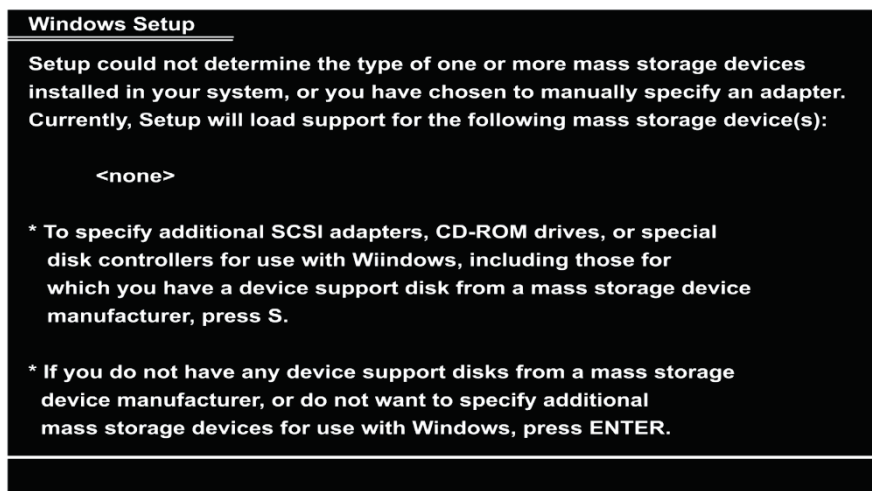 Windows Setup
Setup could not determine the type of one or more mass storage devices
installed in your system, or you have chosen to manually specify an adapter.
Currently, Setup will load support for the following mass storage device(s):
<none>
* To specify additional SCSI adapters, CD-ROM drives, or special
disk controllers for use with Wiindows, including those for
which you have a device support disk from a mass storage device
manufacturer, press S.
* If you do not have any device support disks from a mass storage
device manufacturer, or do not want to specify additional
mass storage devices for use with Windows, press ENTER.